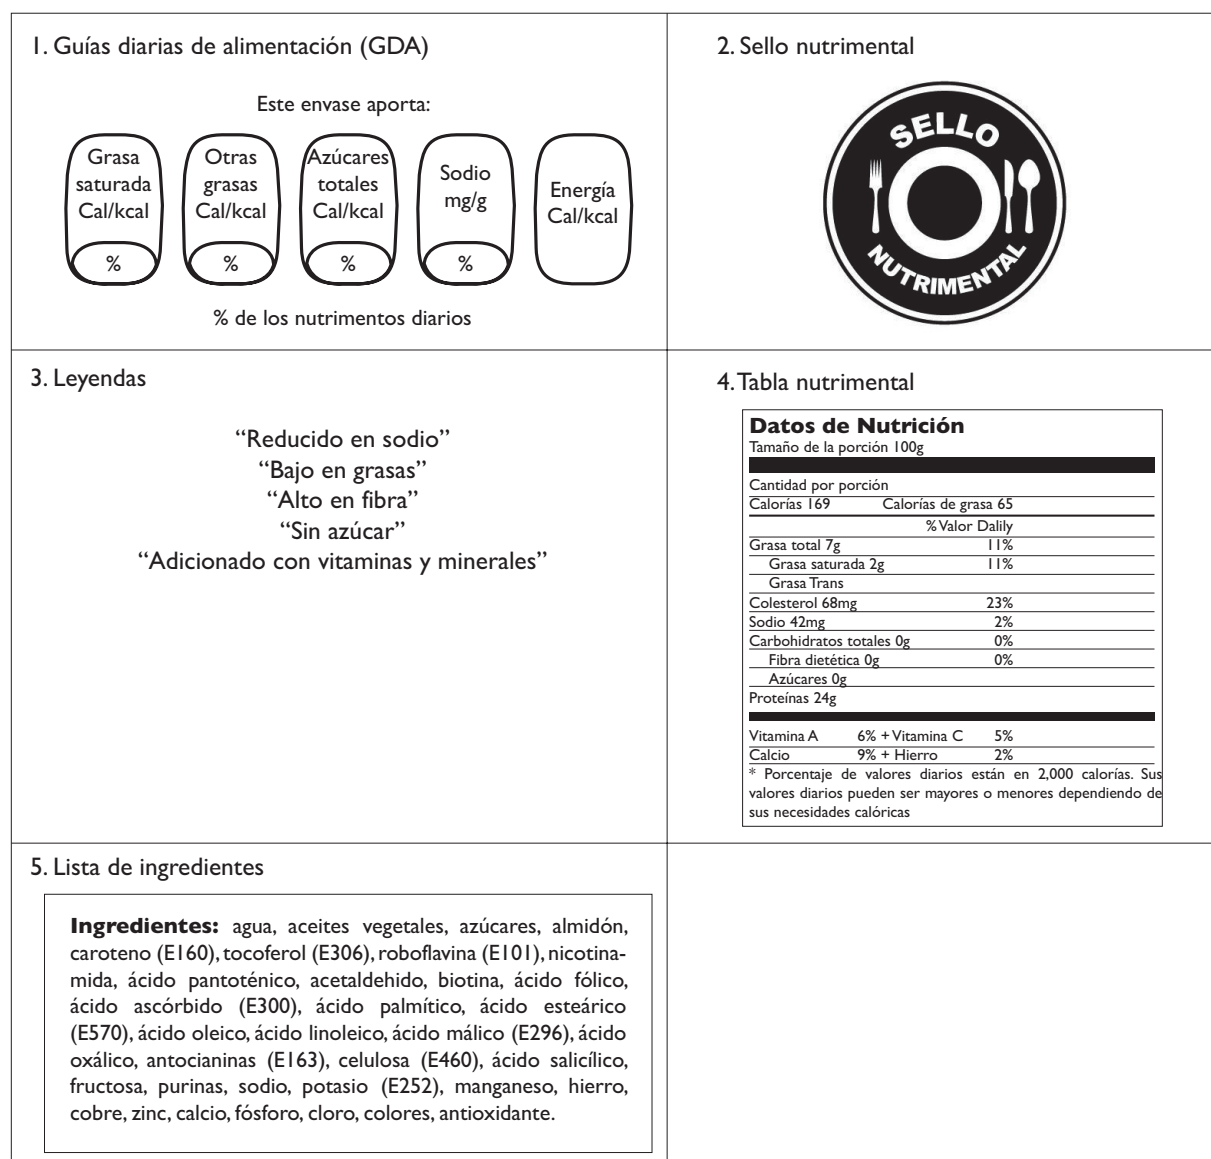 1. Guías diarias de alimentación (GDA)
Este envase aporta:
Grasa
saturada
Cal/kcal
%
Otras
grasas
Cal/kcal
%
Azúcares
totales
Cal/kcal
%
Sodio
mg/g
%
Energía
Cal/kcal
% de los nutrimentos diarios
2. Sello nutrimental
SELLO
NUTRIMENTAL
3. Leyendas
“Reducido en sodio”
“Bajo en grasas”
“Alto en fibra”
“Sin azúcar”
“Adicionado con vitaminas y minerales”
4. Tabla nutrimental
Datos de Nutrición
Tamaño de la porción 100g
Cantidad por porción
Calorías 169 Calorías de grasa 65
% Valor Dalily
Grasa total 7g 11%
Grasa saturada 2g 11%
Grasa Trans
Colesterol 68mg 23%
Sodio 42mg 2%
Carbohidratos totales 0g 0%
Fibra dietética 0g 0%
Azúcares 0g
Proteínas 24g
Vitamina A 6% + Vitamina C 5%
Calcio 9% + Hierro 2%
* Porcentaje de valores diarios están en 2,000 calorías. Sus
valores diarios pueden ser mayores o menores dependiendo de
sus necesidades calóricas
5. Lista de ingredientes
Ingredientes: agua, aceites vegetales, azúcares, almidón,
caroteno (E160), tocoferol (E306), roboflavina (E101), nicotina-
mida, ácido pantoténico, acetaldehido, biotina, ácido fólico,
ácido ascórbido (E300), ácido palmítico, ácido esteárico
(E570), ácido oleico, ácido linoleico, ácido málico (E296), ácido
oxálico, antocianinas (E163), celulosa (E460), ácido salicílico,
fructosa, purinas, sodio, potasio (E252), manganeso, hierro,
cobre, zinc, calcio, fósforo, cloro, colores, antioxidante.